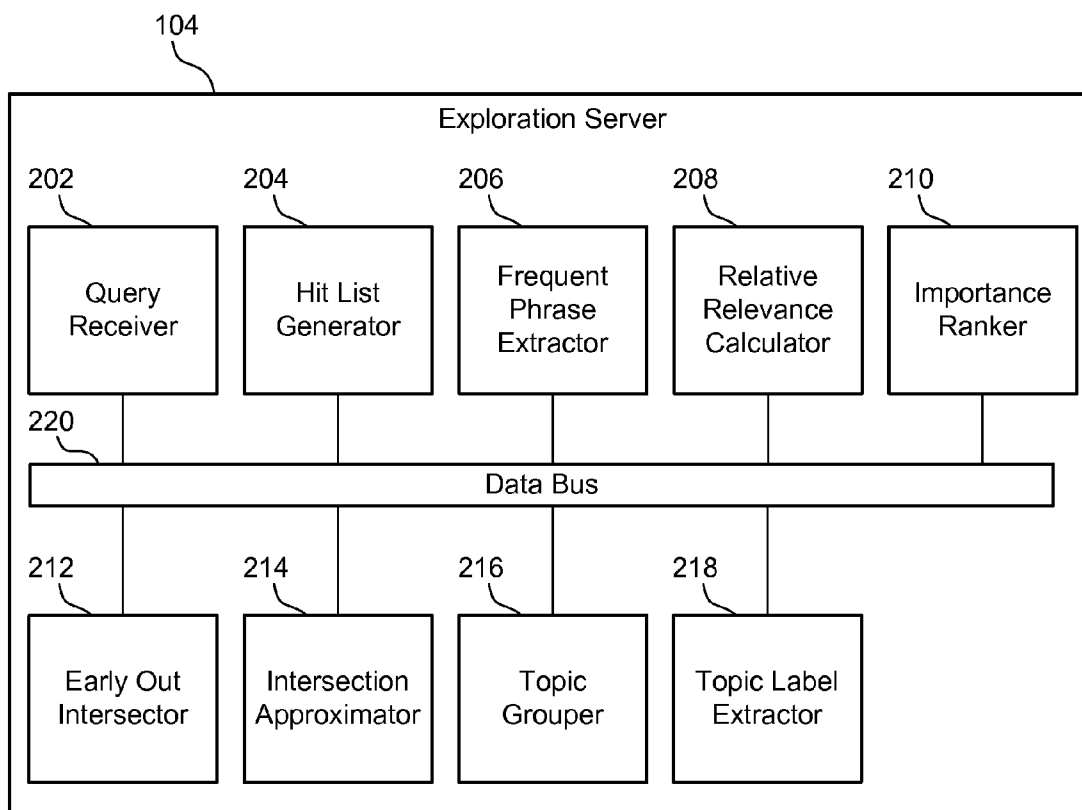 104
Exploration Server
202
204
206
208
210
Query
Receiver
Hit List
Generator
Frequent
Phrase
Extractor
Relative
Relevance
Calculator
Importance
Ranker
220
Data Bus
212
214
216
218
Early Out
Intersector
Intersection
Approximator
Topic
Grouper
Topic Label
Extractor